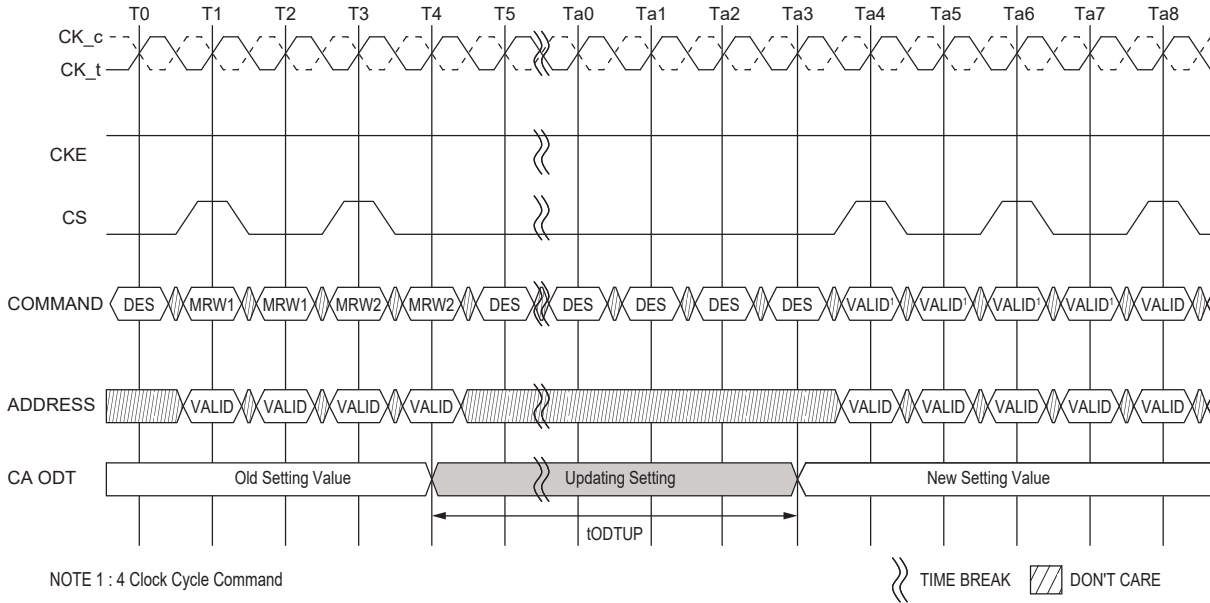 T0 T1 T2 T3 T4 T5 Ta0 Ta1 Ta2 Ta3 Ta4 Ta5 Ta6 Ta7 Ta8
CK_c
CK_t
CKE
CS
COMMAND DES MRW1 MRW1 MRW2 MRW2 DES DES DES DES DES VALID¹ VALID¹ VALID¹ VALID¹ VALID
ADDRESS VALID VALID VALID VALID VALID VALID VALID VALID VALID
CA ODT Old Setting Value Updating Setting New Setting Value
tODTUP
NOTE 1 : 4 Clock Cycle Command TIME BREAK DON'T CARE